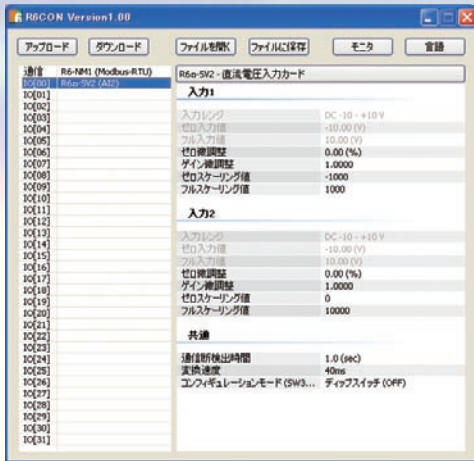 R6CON Version1.00
アップロード ダウンロード ファイルを開く ファイルに保存 モニタ 言語
通信 R6-NM1 (Modbus-RTU)
IO[00] R6α-SV2 (AI2)
IO[01]
IO[02]
IO[03]
IO[04]
IO[05]
IO[06]
IO[07]
IO[08]
IO[09]
IO[10]
IO[11]
IO[12]
IO[13]
IO[14]
IO[15]
IO[16]
IO[17]
IO[18]
IO[19]
IO[20]
IO[21]
IO[22]
IO[23]
IO[24]
IO[25]
IO[26]
IO[27]
IO[28]
IO[29]
IO[30]
IO[31]
R6α-SV2 - 直流電圧入力カード
入力1
入力レンジ DC -10 - +10 V
ゼロ入力値 -10.00 (V)
フル入力値 10.00 (V)
ゼロ微調整 0.00 (%)
ゲイン微調整 1.0000
ゼロスケーリング値 -1000
フルスケーリング値 1000
入力2
入力レンジ DC -10 - +10 V
ゼロ入力値 -10.00 (V)
フル入力値 10.00 (V)
ゼロ微調整 0.00 (%)
ゲイン微調整 1.0000
ゼロスケーリング値 0
フルスケーリング値 10000
共通
通信断検出時間 1.0 (sec)
変換速度 40ms
コンフィギュレーションモード (SW3... ディップスイッチ (OFF)